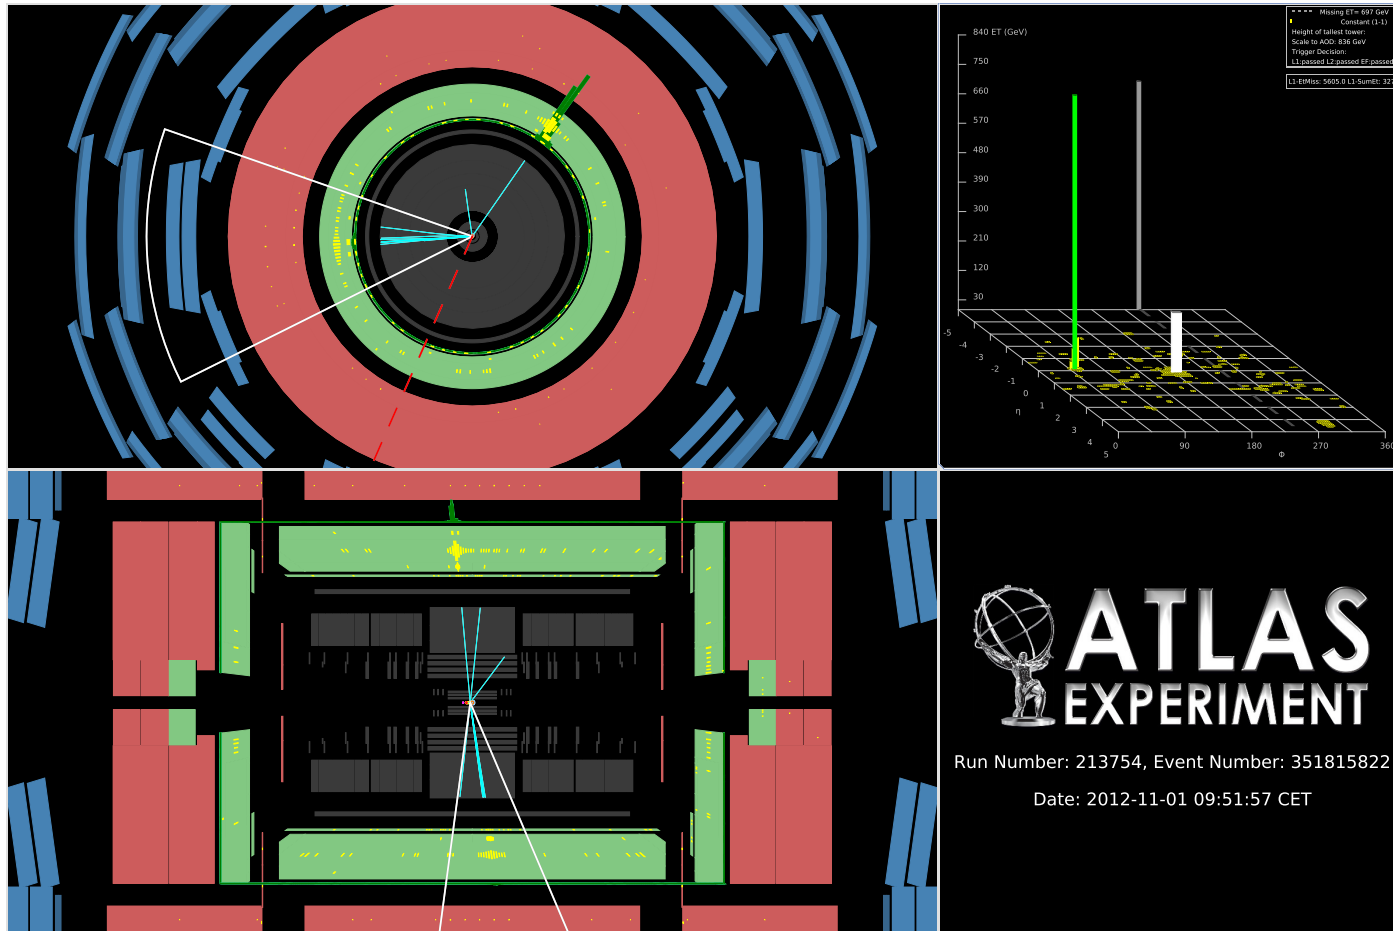 840 ET (GeV)
750
660
570
480
390
300
210
120
30
-5
-4
-3
-2
-1
0
1
2
3
4
5
η
0
90
180
270
360
Φ
Missing ET= 697 GeV
Constant (1-1)
Height of tallest tower:
Scale to AOD: 836 GeV
Trigger Decision:
L1:passed L2:passed EF:passed
L1-EtMiss: 5605.0 L1-SumEt: 327
ATLAS
EXPERIMENT
Run Number: 213754, Event Number: 351815822
Date: 2012-11-01 09:51:57 CET